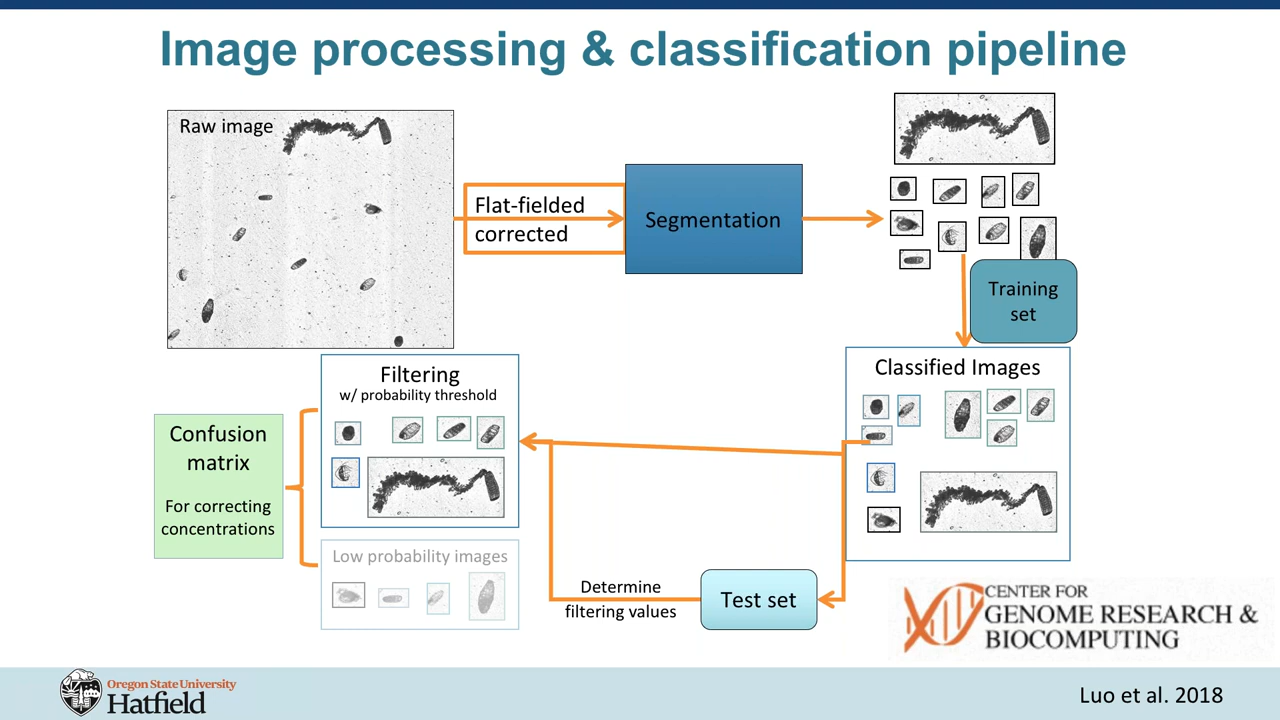 Image processing & classification pipeline
Raw image
Flat-fielded
corrected
Segmentation
Training
set
Classified Images
Filtering
w/ probability threshold
Confusion
matrix
For correcting
concentrations
Low probability images
Determine
filtering values
Test set
CENTER FOR
GENOME RESEARCH &
BIOCOMPUTING
Oregon State University
Hatfield
Luo et al. 2018